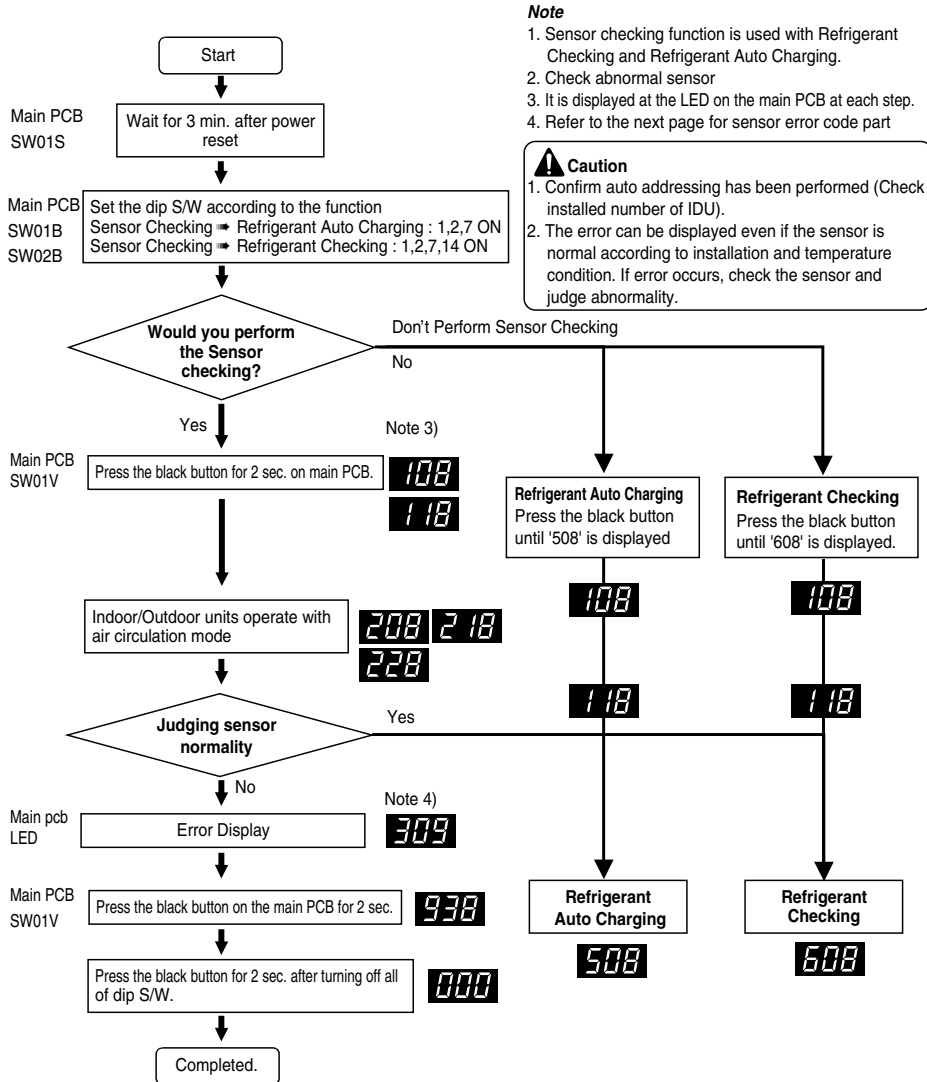 Start
Main PCB
SW01S
Wait for 3 min. after power
reset
Main PCB
SW01B
SW02B
Set the dip S/W according to the function
Sensor Checking ➠ Refrigerant Auto Charging : 1,2,7 ON
Sensor Checking ➠ Refrigerant Checking : 1,2,7,14 ON
Note
1. Sensor checking function is used with Refrigerant
Checking and Refrigerant Auto Charging.
2. Check abnormal sensor
3. It is displayed at the LED on the main PCB at each step.
4. Refer to the next page for sensor error code part
Caution
1. Confirm auto addressing has been performed (Check
installed number of IDU).
2. The error can be displayed even if the sensor is
normal according to installation and temperature
condition. If error occurs, check the sensor and
judge abnormality.
Would you perform
the Sensor
checking?
Don't Perform Sensor Checking
No
Yes
Note 3)
Main PCB
SW01V
Press the black button for 2 sec. on main PCB.
108
118
Refrigerant Auto Charging
Press the black button
until '508' is displayed
Refrigerant Checking
Press the black button
until '608' is displayed.
108
108
Indoor/Outdoor units operate with
air circulation mode
208 218
228
118
118
Judging sensor
normality
Yes
No
Note 4)
Main pcb
LED
Error Display
309
Main PCB
SW01V
Press the black button on the main PCB for 2 sec.
938
Refrigerant
Auto Charging
Refrigerant
Checking
508
608
Press the black button for 2 sec. after turning off all
of dip S/W.
000
Completed.